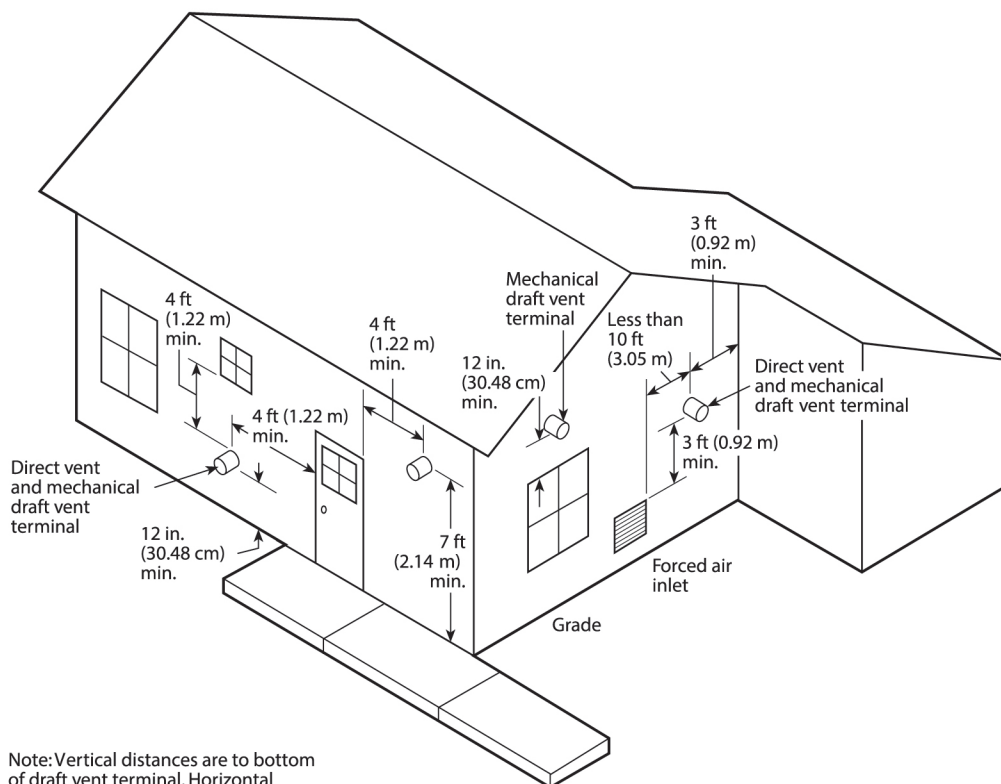 3 ft
(0.92 m)
min.
Mechanical
draft vent
terminal
4 ft
(1.22 m)
min.
4 ft
(1.22 m)
min.
Less than
10 ft
(3.05 m)
12 in.
(30.48 cm)
min.
Direct vent
and mechanical
draft vent terminal
4 ft (1.22 m)
min.
3 ft (0.92 m)
min.
Direct vent
and mechanical
draft vent
terminal
12 in.
(30.48 cm)
min.
7 ft
(2.14 m)
min.
Forced air
inlet
Grade
Note: Vertical distances are to bottom
of draft vent terminal. Horizontal